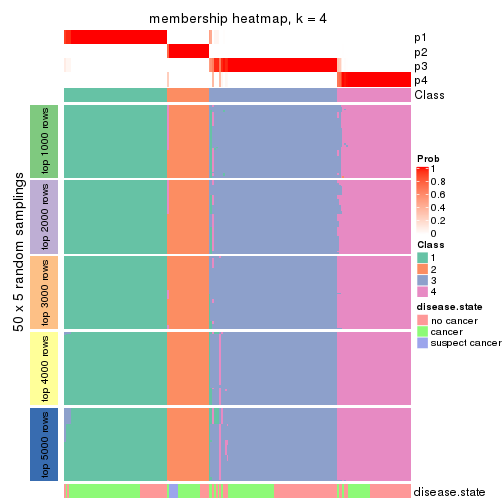 membership heatmap, k = 4
p1
p2
p3
p4
Class
50 x 5 random samplings
top 1000 rows
top 2000 rows
top 3000 rows
top 4000 rows
top 5000 rows
disease.state
Prob
1
0.8
0.6
0.4
0.2
0
Class
1
2
3
4
disease.state
no cancer
cancer
suspect cancer